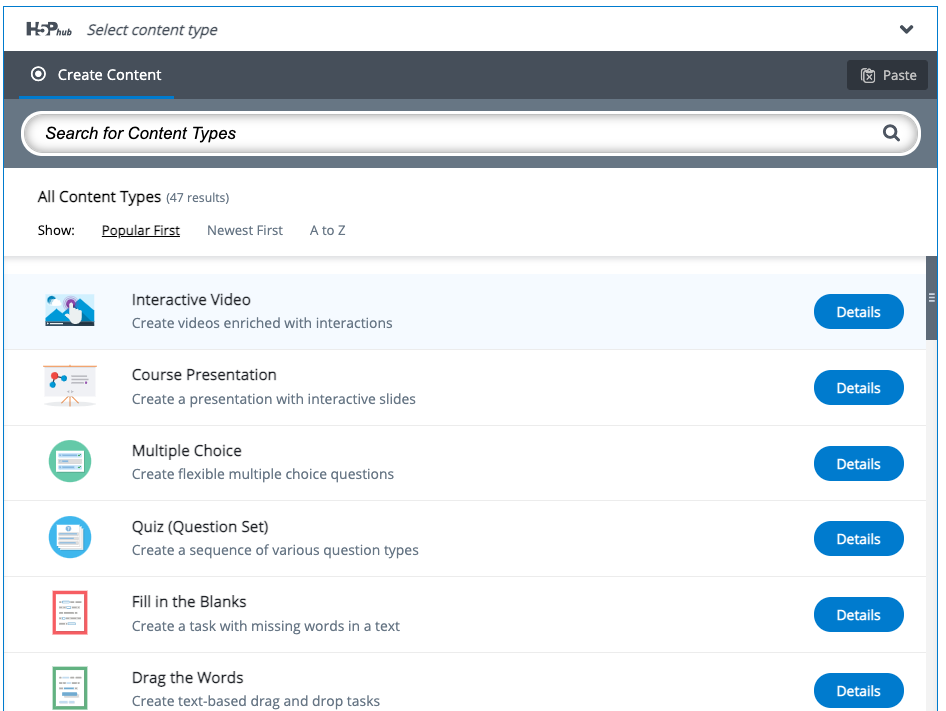 H5P hub Select content type
Create Content Paste
Search for Content Types
All Content Types (47 results)
Show: Popular First Newest First A to Z
Interactive Video
Create videos enriched with interactions
Details
Course Presentation
Create a presentation with interactive slides
Details
Multiple Choice
Create flexible multiple choice questions
Details
Quiz (Question Set)
Create a sequence of various question types
Details
Fill in the Blanks
Create a task with missing words in a text
Details
Drag the Words
Create text-based drag and drop tasks
Details